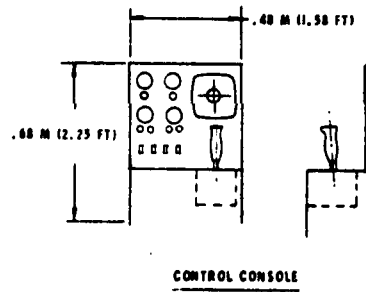 .48 M (1.58 FT)
.68 M (2.25 FT)
CONTROL CONSOLE